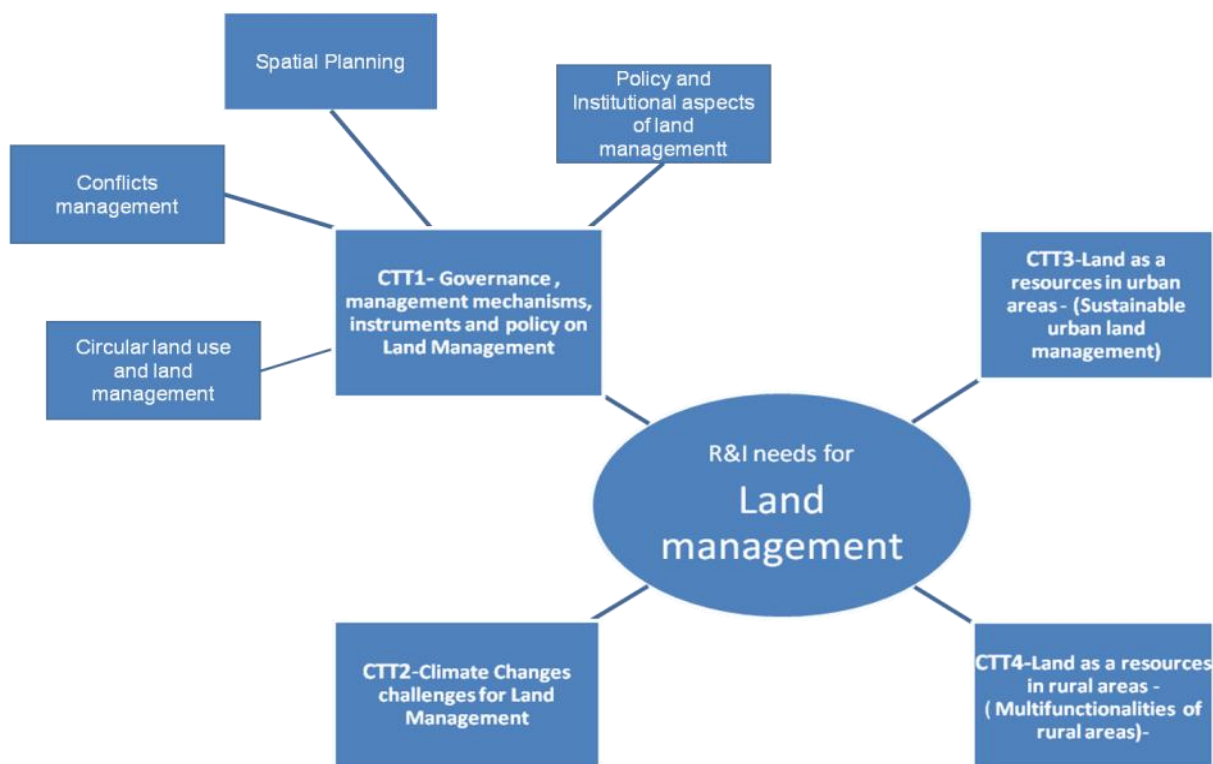 Spatial Planning
Policy and
Institutional aspects
of land
managementt
Conflicts
management
CTT1- Governance ,
management mechanisms,
instruments and policy on
Land Management
CTT3-Land as a
resources in urban
areas - (Sustainable
urban land
management)
Circular land use
and land
management
R&I needs for
Land
management
CTT2-Climate Changes
challenges for Land
Management
CTT4-Land as a resources
in rural areas -
( Multifunctionalities of
rural areas)-